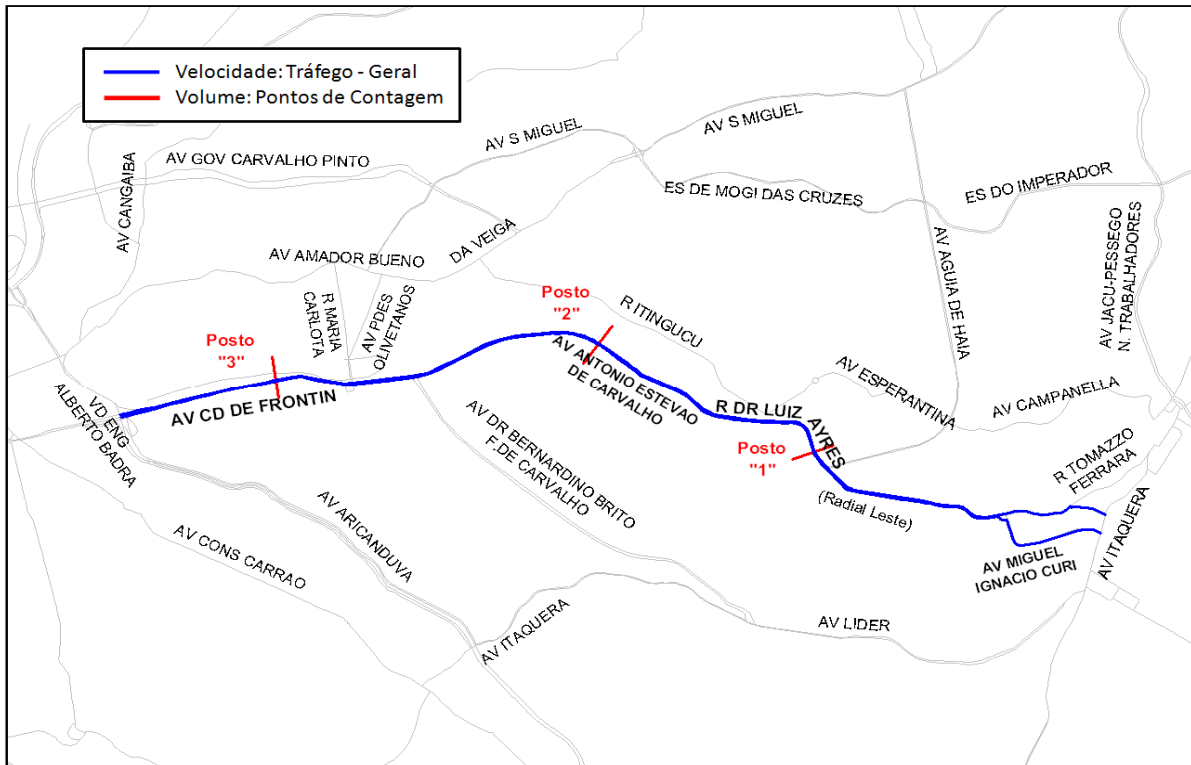 Velocidade: Tráfego - Geral
Volume: Pontos de Contagem
AV S MIGUEL
AV S MIGUEL
AV GOV CARVALHO PINTO
AV CANGAIBA
ES DE MOGI DAS CRUZES
ES DO IMPERADOR
AV JACU-PESSEGO
N. TRABALHADORES
AV AMADOR BUENO
DA VEIGA
AV AGUIA DE HAIA
R MARIA
CARLOTA
AV PDES
OLIVETANOS
Posto
"2"
R ITINGUCU
Posto
"3"
AV ANTONIO ESTEVAO
DE CARVALHO
AV ESPERANTINA
AV CAMPANELLA
R DR LUIZ
AYRES
AV CD DE FRONTIN
VD ENG
ALBERTO BADRA
AV DR BERNARDINO BRITO
F.DE CARVALHO
Posto
"1"
R TOMAZZO
FERRARA
(Radial Leste)
AV ARICANDUVA
AV CONS CARRAO
AV MIGUEL
IGNACIO CURI
AV ITAQUERA
AV ITAQUERA
AV LIDER